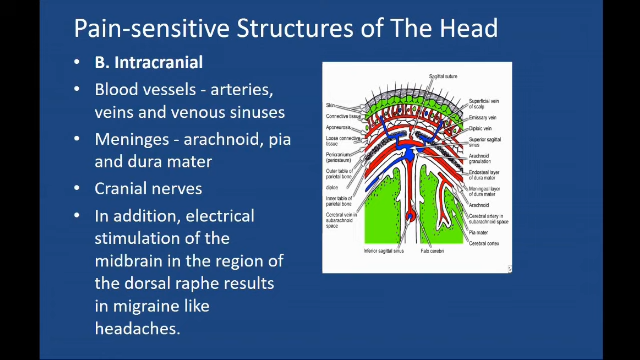 Pain-sensitive Structures of The Head
• B. Intracranial
• Blood vessels - arteries,
veins and venous sinuses
• Meninges - arachnoid, pia
and dura mater
• Cranial nerves
• In addition, electrical
stimulation of the
midbrain in the region of
the dorsal raphe results
in migraine like
headaches.
Sagittal suture
Skin
Connective tissue
Aponeurosis
Loose connective
tissue
Pericranium
(periosteum)
Outer table of
parietal bone
diploe
Inner table of
parietal bone
Cerebral vein in
subarachnoid
space
Superficial vein
of scalp
Emissary vein
Diploic vein
Superior sagittal
sinus
Arachnoid
granulation
Endosteal layer
of dura mater
Meningeal layer
of dura mater
Arachnoid
Cerebral artery in
subarachnoid space
Pia mater
Cerebral cortex
Inferior sagittal sinus
Falx cerebri